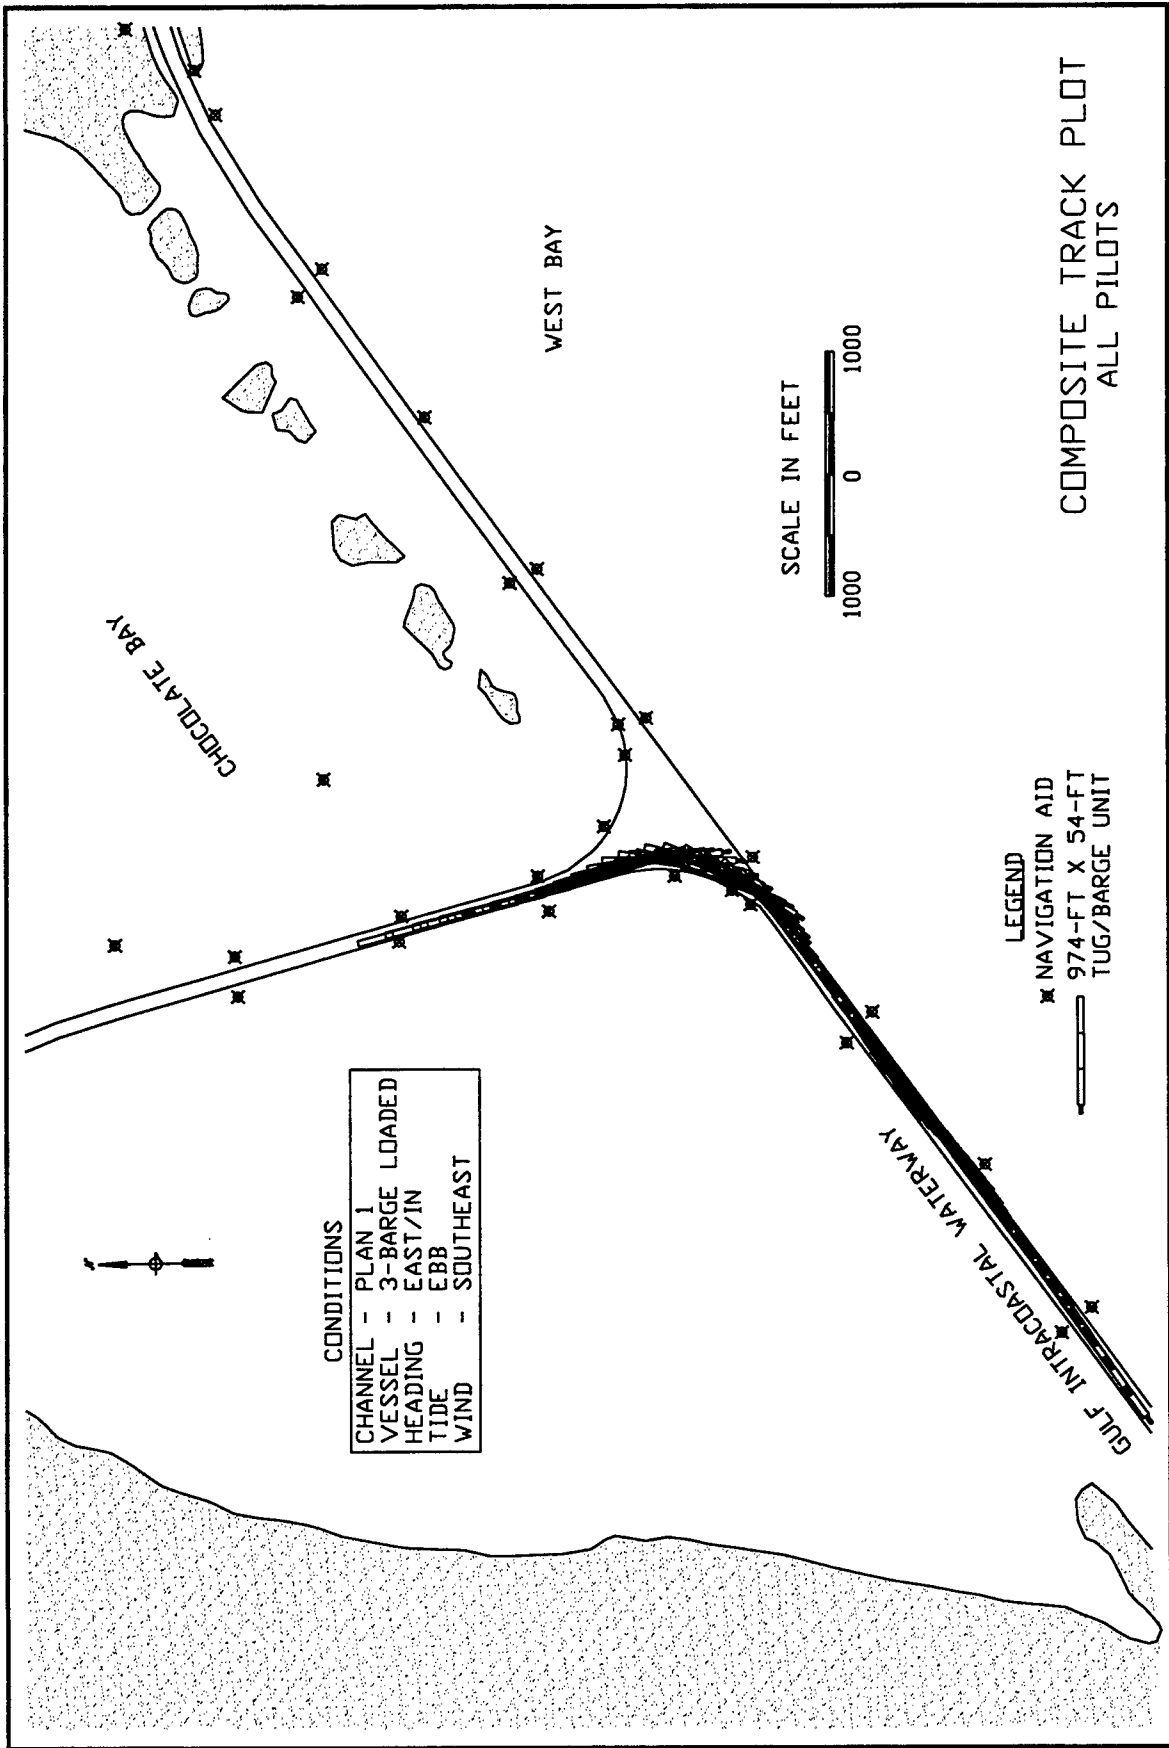 CHOCOLATE BAY
WEST BAY
GULF INTRACOASTAL WATERWAY
N
CONDITIONS
CHANNEL - PLAN 1
VESSEL - 3-BARGE LOADED
HEADING - EAST/IN
TIDE - EBB
WIND - SOUTHEAST
SCALE IN FEET
1000 0 1000
LEGEND
NAVIGATION AID
974-FT X 54-FT
TUG/BARGE UNIT
COMPOSITE TRACK PLOT
ALL PILOTS